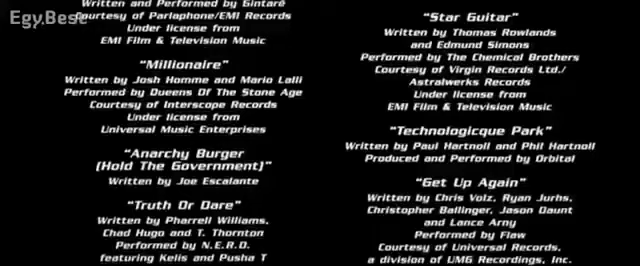 Egy.Best
Written and Performed by Gintarė
Courtesy of Parlaphone/EMI Records
Under license from
EMI Film & Television Music
"Millionaire"
Written by Josh Homme and Mario Lalli
Performed by Queens Of The Stone Age
Courtesy of Interscope Records
Under license from
Universal Music Enterprises
"Anarchy Burger
(Hold The Government)"
Written by Joe Escalante
"Truth Or Dare"
Written by Pharrell Williams,
Chad Hugo and T. Thornton
Performed by N.E.R.D.
featuring Kelis and Pusha T
"Star Guitar"
Written by Thomas Rowlands
and Edmund Simons
Performed by The Chemical Brothers
Courtesy of Virgin Records Ltd./
Astralwerks Records
Under license from
EMI Film & Television Music
"Technologicque Park"
Written by Paul Hartnoll and Phil Hartnoll
Produced and Performed by Orbital
"Get Up Again"
Written by Chris Volz, Ryan Jurhs,
Christopher Ballinger, Jason Daunt
and Lance Arny
Performed by Flaw
Courtesy of Universal Records,
a division of UMG Recordings, Inc.